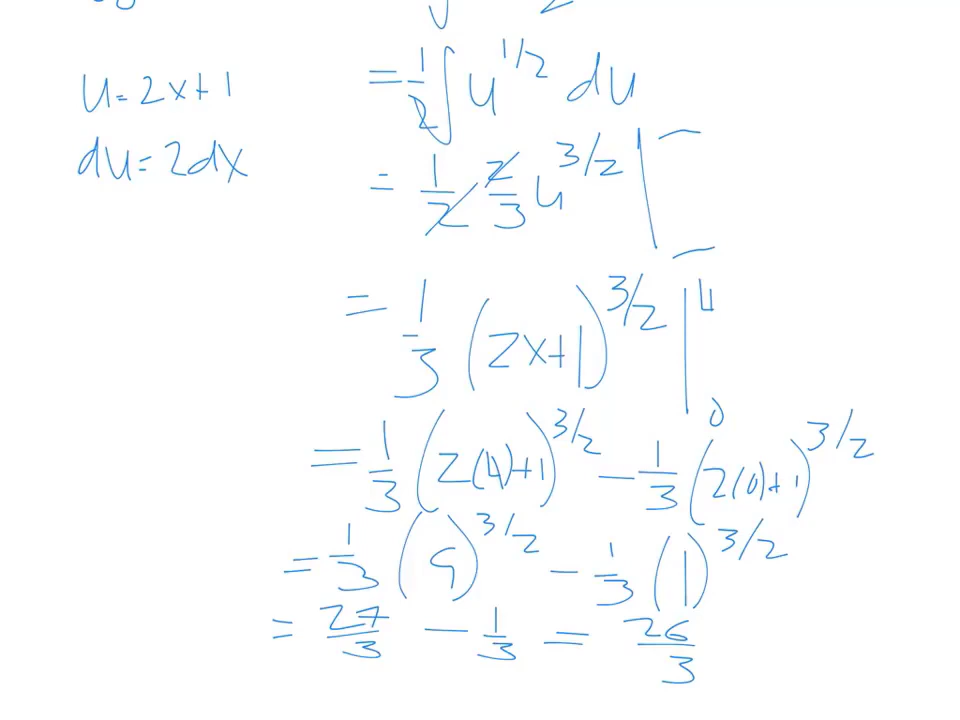 u=2x+1
du=2dx
= 1/2 ∫ u^1/2 du
= 1/2 2/3 u^3/2 |
= 1/3 (2x+1)^3/2 |_0^4
= 1/3 (2(4)+1)^3/2 − 1/3 (2(0)+1)^3/2
= 1/3 (9)^3/2 − 1/3 (1)^3/2
= 27/3 − 1/3 = 26/3